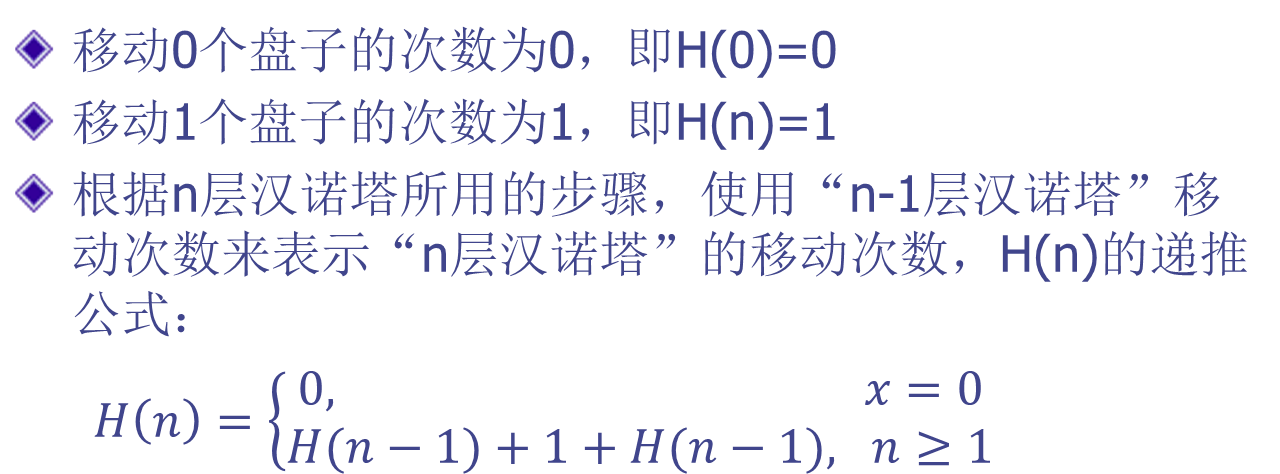 移动0个盘子的次数为0，即H(0)=0
移动1个盘子的次数为1，即H(n)=1
根据n层汉诺塔所用的步骤，使用“n-1层汉诺塔”移
动次数来表示“n层汉诺塔”的移动次数，H(n)的递推
公式：
H(n) = { 0, x = 0
H(n − 1) + 1 + H(n − 1), n ≥ 1